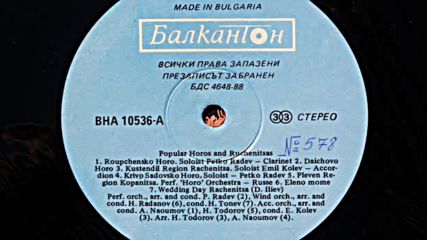 MADE IN BULGARIA
Балкантон
ВСИЧКИ ПРАВА ЗАПАЗЕНИ
ПРЕЗАПИСЪТ ЗАБРАНЕН
БДС 4648-88
ВНА 10536-А
33 СТЕРЕО
№ 578
Popular Horos and Ruchenitsas
1. Roupchensko Horo. Soloist Petko Radev — Clarinet 2. Daichovo
Horo 3. Kustendil Region Rachenitsa. Soloist Emil Kolev — Accor-
dion 4. Krivo Sadovsko Horo. Soloist — Petko Radev 5. Pleven Re-
gion Kopanitsa. Perf. 'Horo' Orchestra — Russe 6. Eleno mome
7. Wedding Day Rachenitsa (D. Iliev)
Perf. orch., arr. and cond. P. Radev (2), Wind orch., arr. and
cond. H. Radanov (6), cond. H. Tonev (7). Acc. orch., arr. and
cond. A. Naoumov (1), H. Todorov (5), cond. E. Kolev
(3). Arr. H. Todorov (3), A. Naoumov (4).